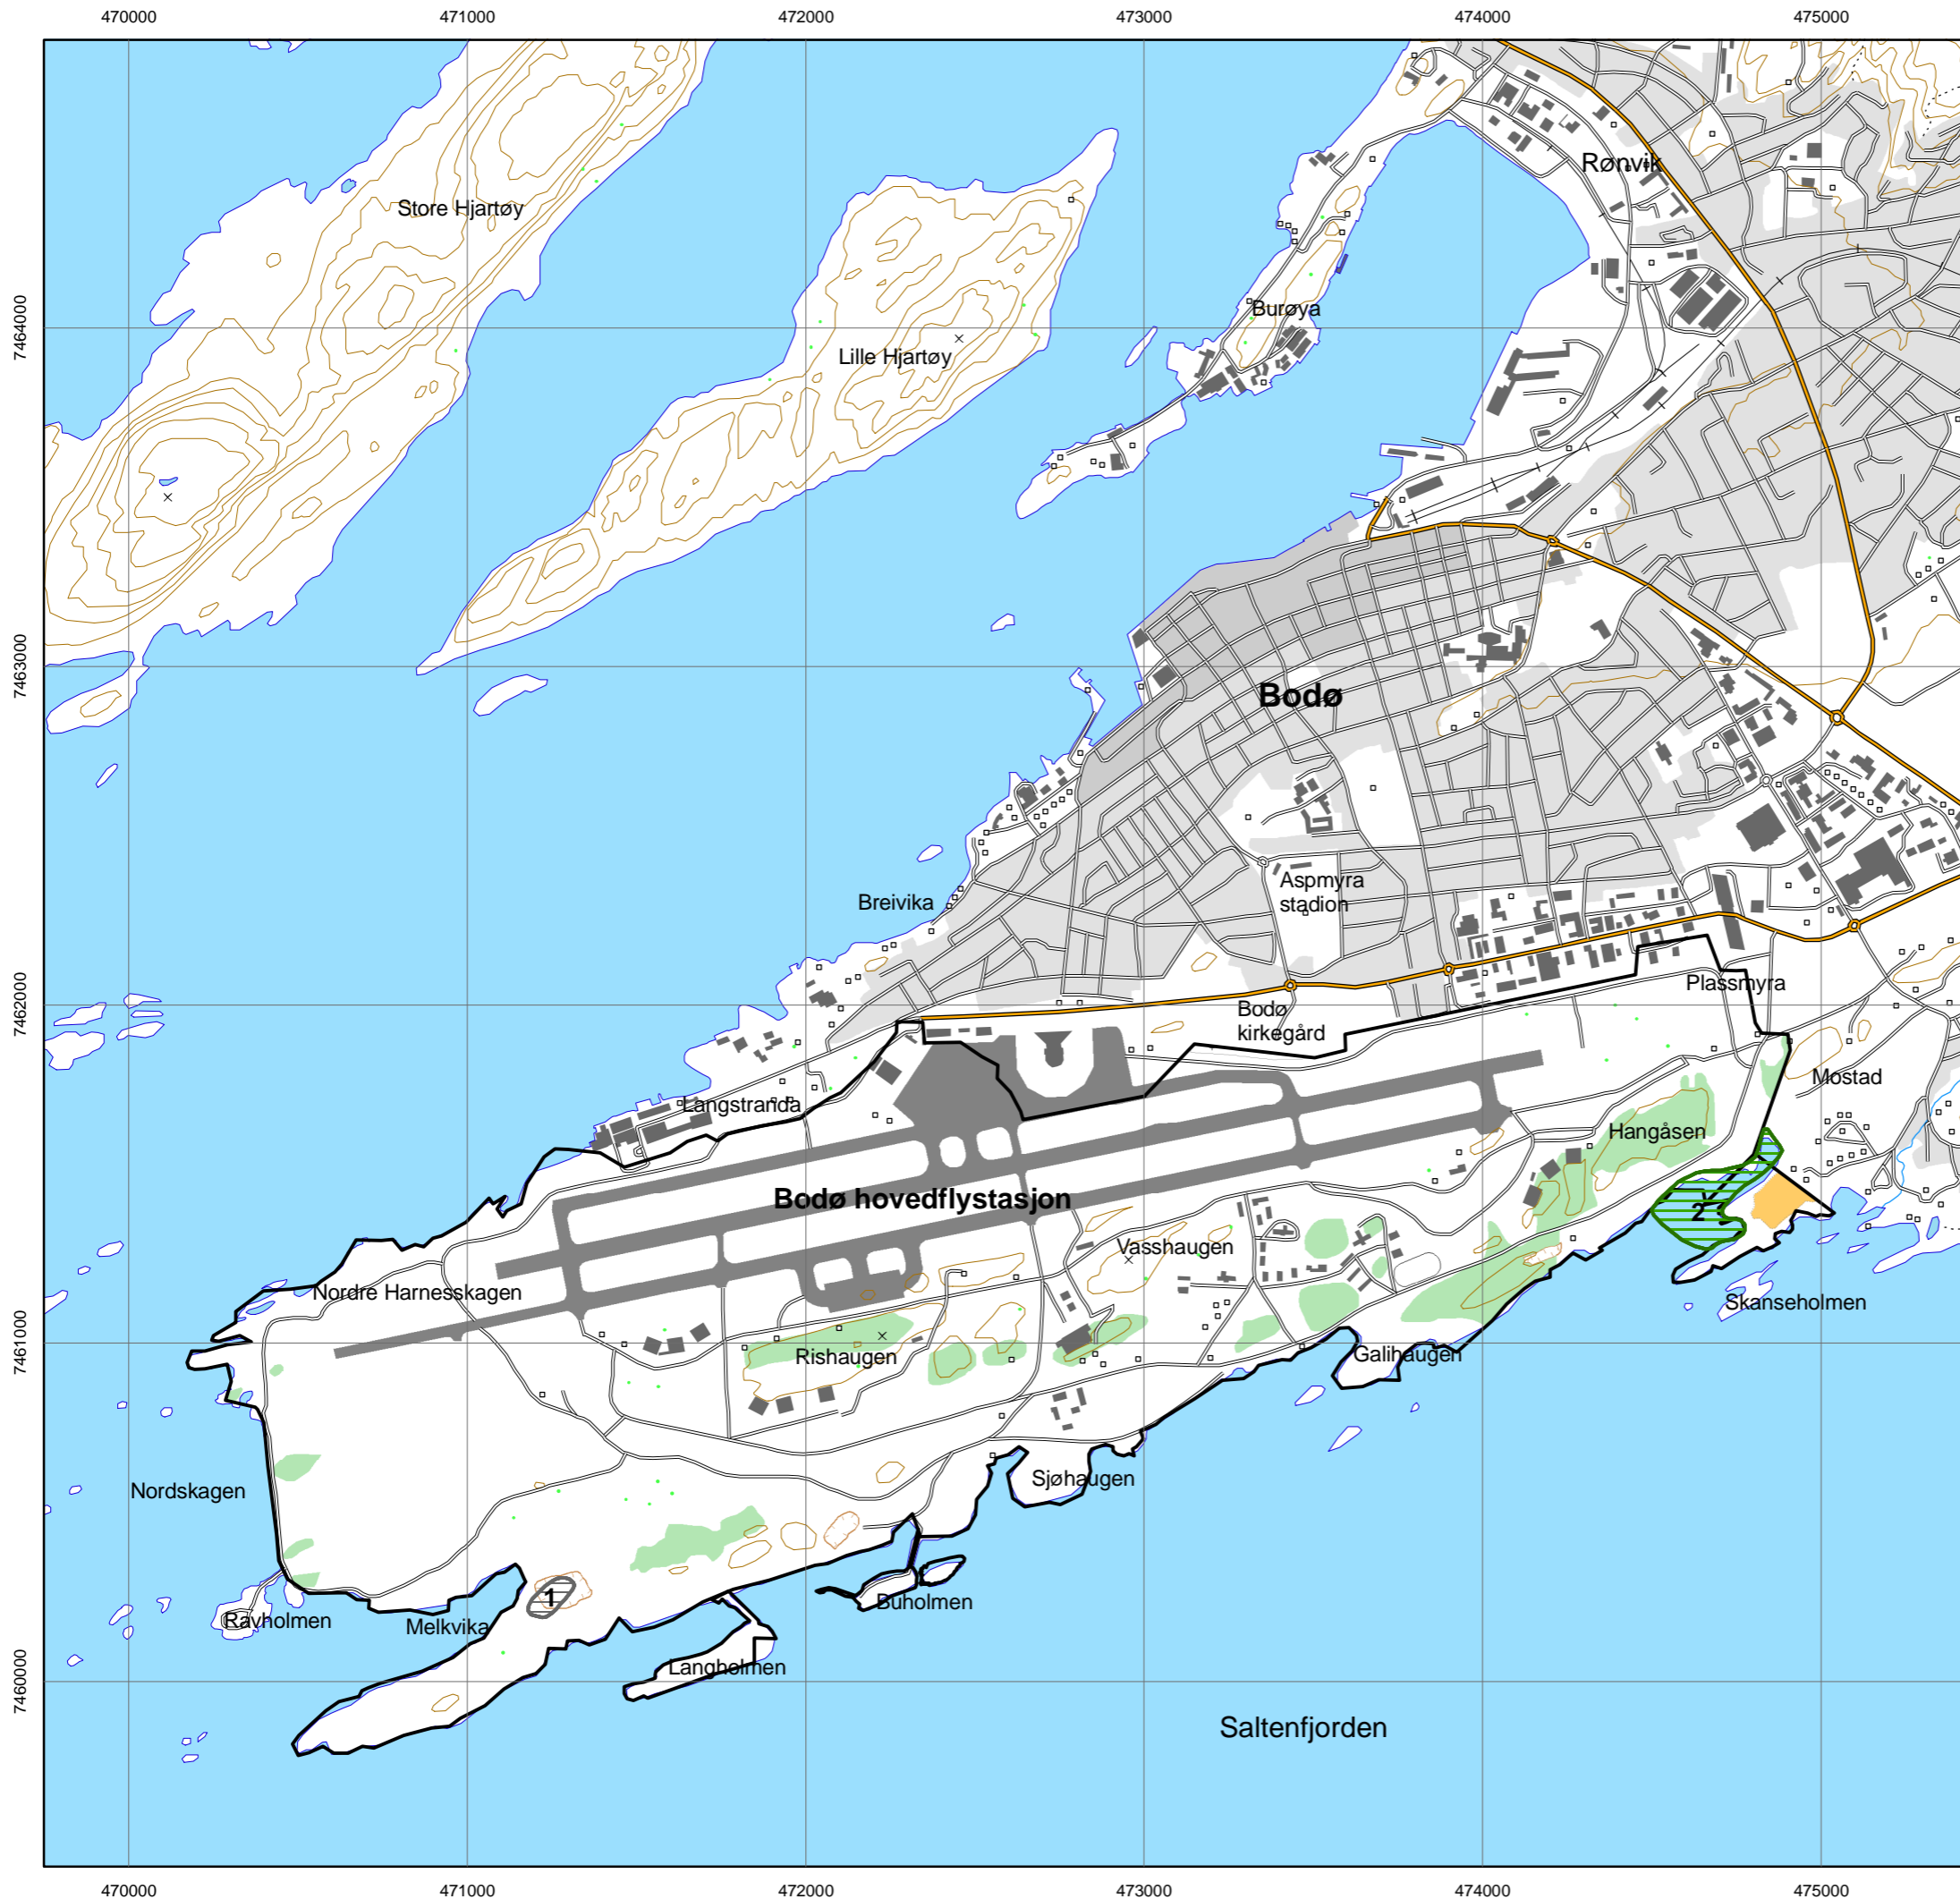 470000
471000
472000
473000
474000
475000
Rønvik
Store Hjartøy
7464000
Burøya
Lille Hjartøy
7463000
Bodø
Aspmyra
stadion
Breivika
7462000
Plassmyra
Bodø
kirkegård
Mostad
Langstranda
Hangåsen
Bodø hovedflystasjon
2
Vasshaugen
Nordre Harnesskagen
Skanseholmen
7461000
Rishaugen
Galihaugen
Sjøhaugen
Nordskagen
1
Buholmen
Ravholmen
Melkvika
7460000
Langholmen
Saltenfjorden
470000
471000
472000
473000
474000
475000